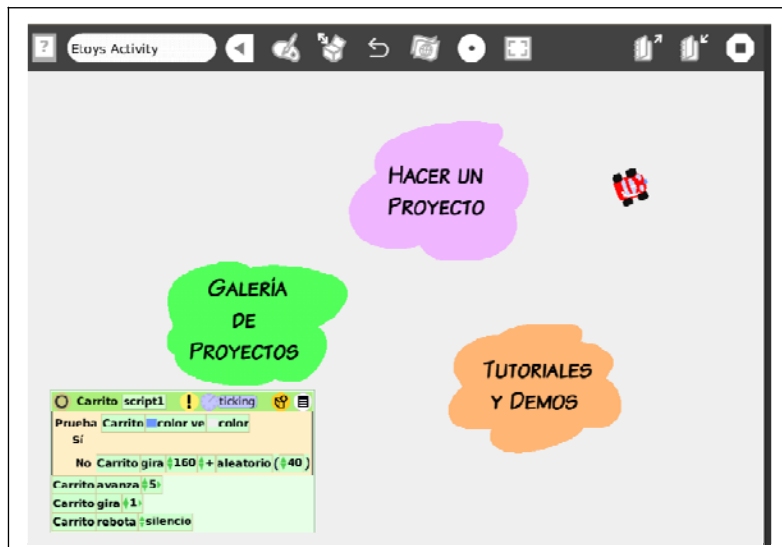 ?
Etoys Activity
HACER UN
PROYECTO
GALERÍA
DE
PROYECTOS
TUTORIALES
Y DEMOS
Carrito script1 ! ticking
Prueba Carrito color ve color
Sí
No Carrito gira 160 + aleatorio ( 40 )
Carrito avanza 5
Carrito gira 1
Carrito rebota silencio